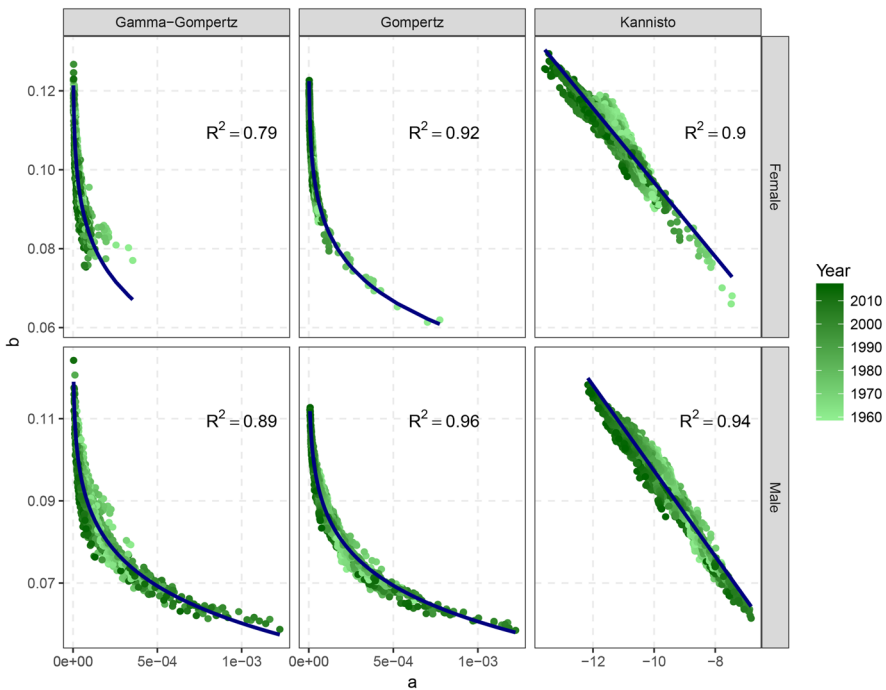 Gamma−Gompertz Gompertz Kannisto
0.12
0.10
0.08
0.06
R² = 0.79
R² = 0.92
R² = 0.9
Female
b
0.11
0.09
0.07
R² = 0.89
R² = 0.96
R² = 0.94
Male
0e+00 5e−04 1e−03 0e+00 5e−04 1e−03 −12 −10 −8
a
Year
2010
2000
1990
1980
1970
1960